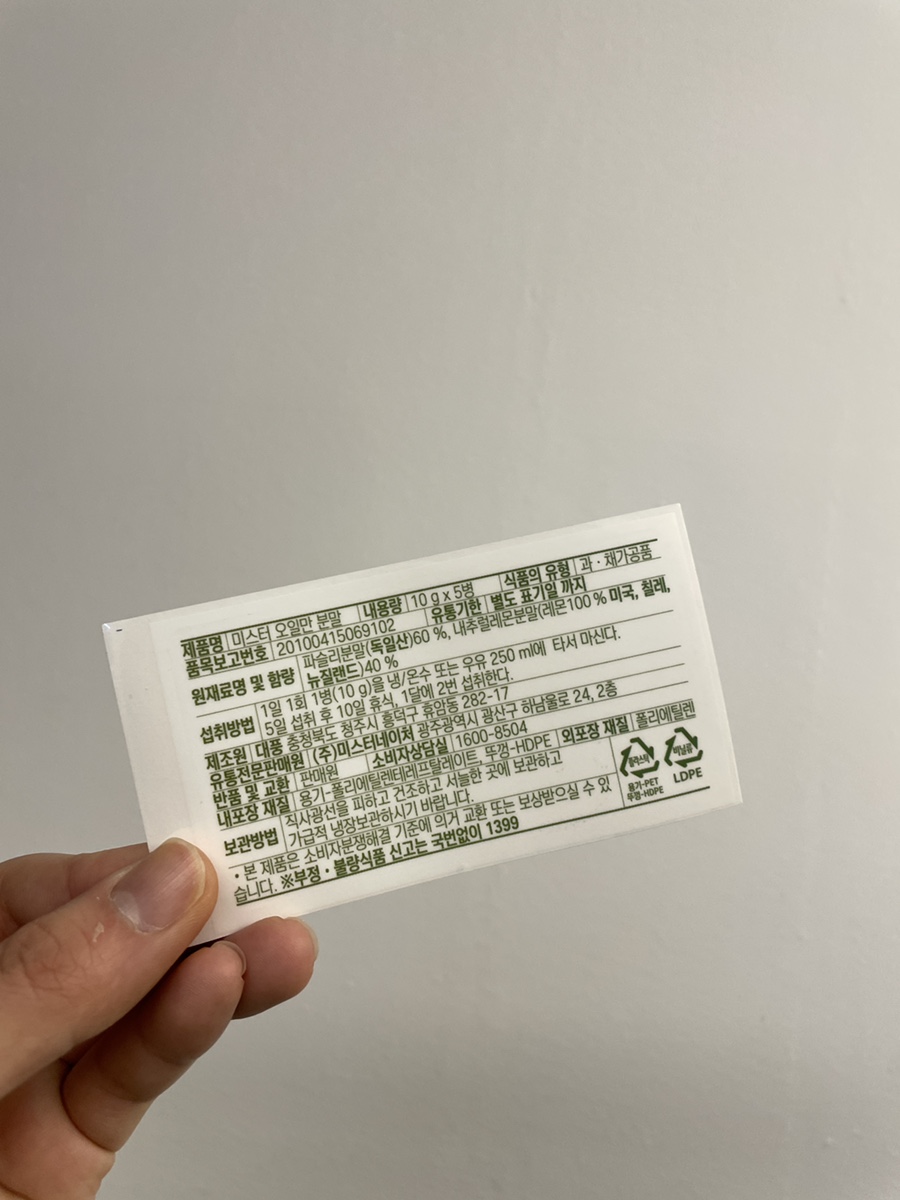 제품명 미스터 오일만 분말 내용량 10 g x 5병 식품의 유형 과·채가공품
품목보고번호 20100415069102 유통기한 별도 표기일 까지
원재료명 및 함량 파슬리분말(독일산)60 %, 내추럴레몬분말(레몬100 % 미국, 칠레,
뉴질랜드)40 %
섭취방법 1일 1회 1병(10 g)을 냉/온수 또는 우유 250 ml에 타서 마신다.
5일 섭취 후 10일 휴식, 1달에 2번 섭취한다.
제조원 대풍 충청북도 청주시 흥덕구 휴암동 282-17
유통전문판매원 (주)미스터네이처 광주광역시 광산구 하남울로 24, 2층
반품 및 교환 판매원 소비자상담실 1600-8504
내포장 재질 용기-폴리에틸렌테레프탈레이트, 뚜껑-HDPE 외포장 재질 폴리에틸렌
보관방법 직사광선을 피하고 건조하고 서늘한 곳에 보관하고
가급적 냉장보관하시기 바랍니다.
플라스틱
용기-PET
뚜껑-HDPE
비닐류
LDPE
• 본 제품은 소비자분쟁해결 기준에 의거 교환 또는 보상받으실 수 있
습니다. ※부정·불량식품 신고는 국번없이 1399